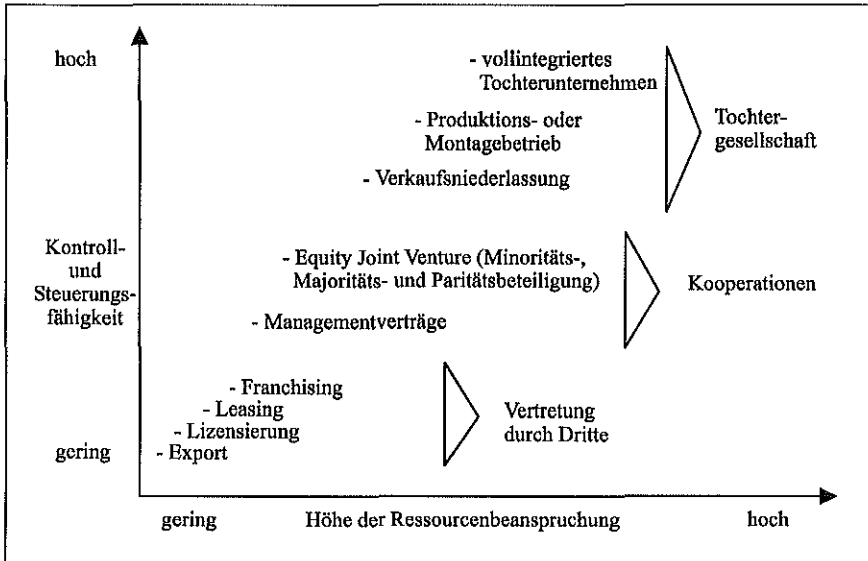 hoch
- vollintegriertes
Tochterunternehmen
- Produktions- oder
Montagebetrieb
- Verkaufsniederlassung
Tochter-
gesellschaft
Kontroll-
und
Steuerungs-
fähigkeit
- Equity Joint Venture (Minoritäts-,
Majoritäts- und Paritätsbeteiligung)
- Managementverträge
Kooperationen
- Franchising
- Leasing
- Lizensierung
- Export
Vertretung
durch Dritte
gering
gering
Höhe der Ressourcenbeanspruchung
hoch